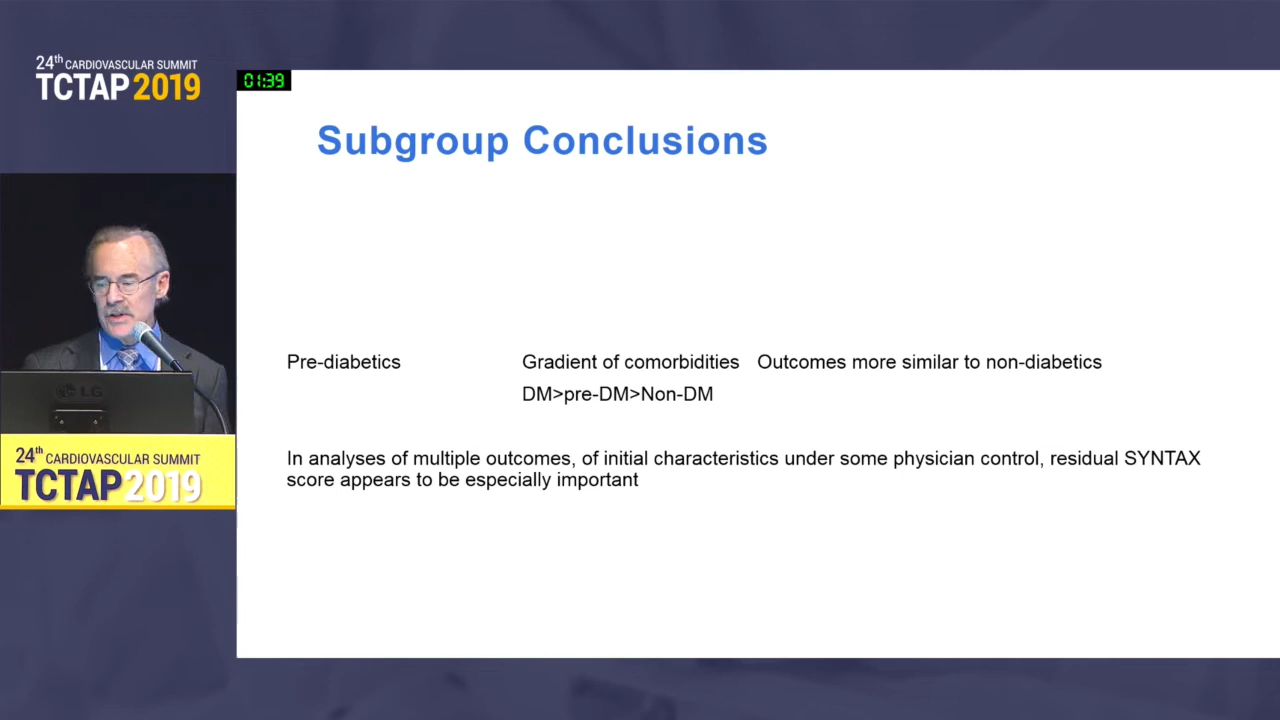 24th CARDIOVASCULAR SUMMIT
TCTAP 2019
01:39
Subgroup Conclusions
Pre-diabetics Gradient of comorbidities Outcomes more similar to non-diabetics
DM>pre-DM>Non-DM
In analyses of multiple outcomes, of initial characteristics under some physician control, residual SYNTAX
score appears to be especially important
LG
24th CARDIOVASCULAR SUMMIT
TCTAP 2019